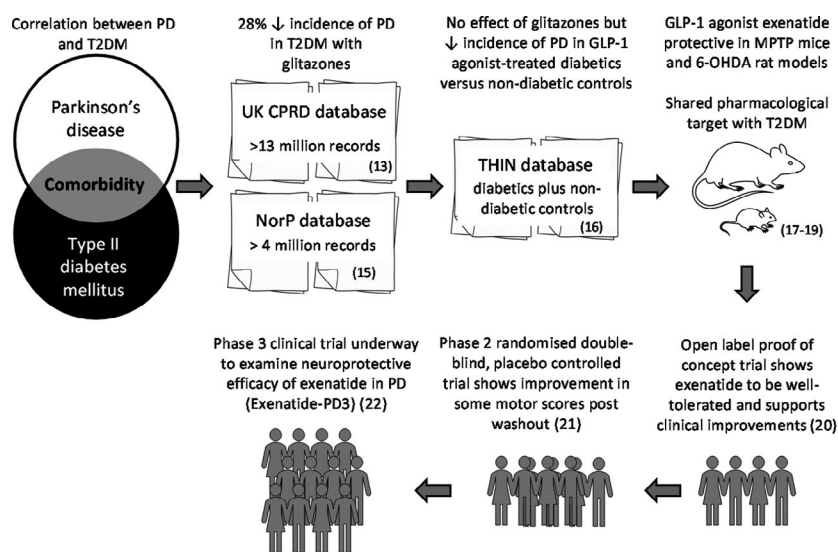 Correlation between PD
and T2DM
Parkinson's
disease
Comorbidity
Type II
diabetes
mellitus
28% ↓ incidence of PD
in T2DM with
glitazones
UK CPRD database
>13 million records
(13)
NorP database
> 4 million records
(15)
No effect of glitazones but
↓ incidence of PD in GLP-1
agonist-treated diabetics
versus non-diabetic controls
THIN database
diabetics plus non-
diabetic controls
(16)
GLP-1 agonist exenatide
protective in MPTP mice
and 6-OHDA rat models
Shared pharmacological
target with T2DM
(17-19)
Open label proof of
concept trial shows
exenatide to be well-
tolerated and supports
clinical improvements (20)
Phase 2 randomised double-
blind, placebo controlled
trial shows improvement in
some motor scores post
washout (21)
Phase 3 clinical trial underway
to examine neuroprotective
efficacy of exenatide in PD
(Exenatide-PD3) (22)